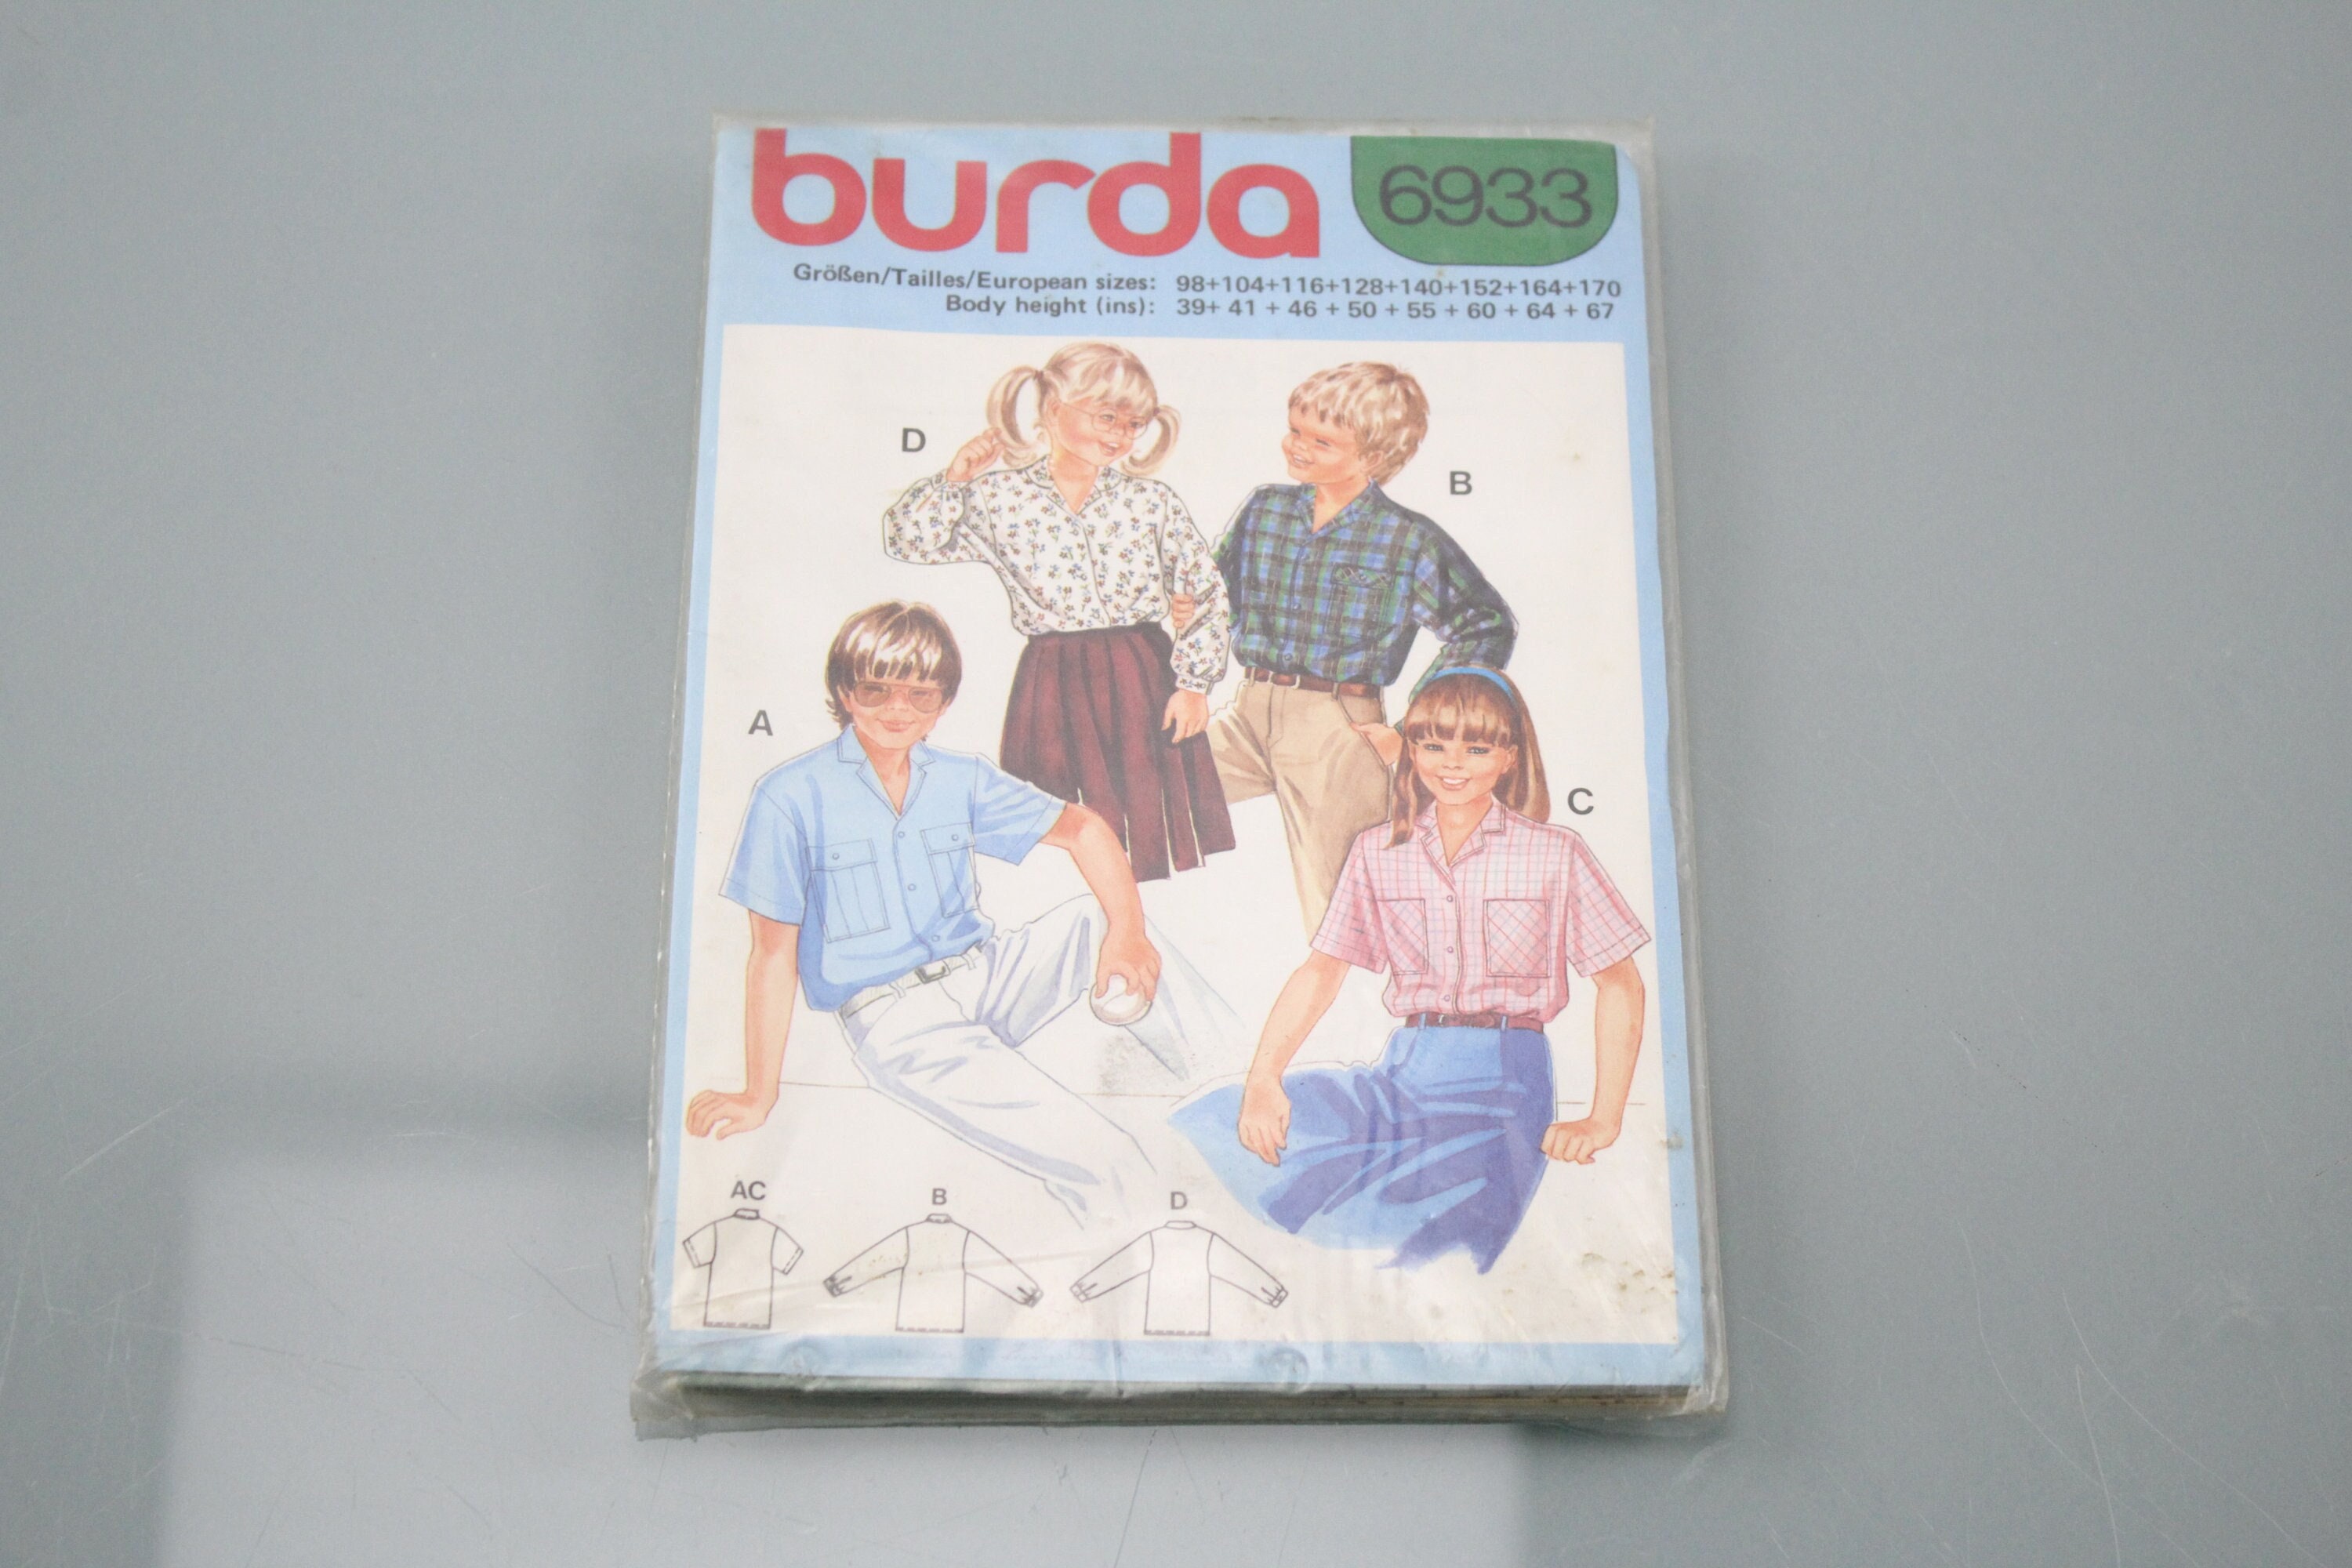 burda
6933
Größen/Tailles/European sizes: 98+104+116+128+140+152+164+170
Body height (ins): 39+ 41 + 46 + 50 + 55 + 60 + 64 + 67
D
B
A
C
AC
B
D